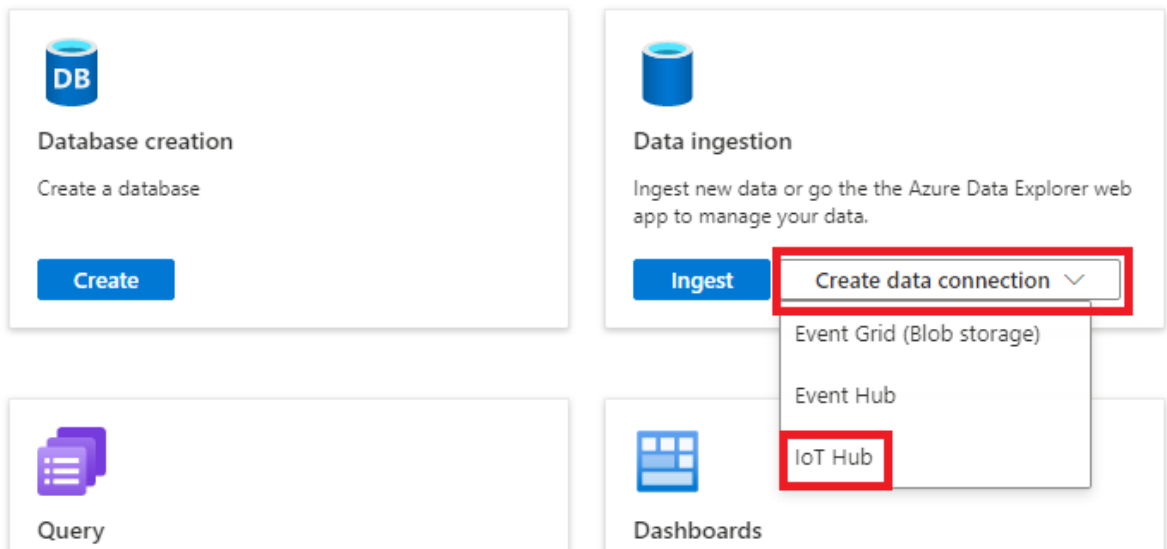 DB
Database creation
Create a database
Create
Data ingestion
Ingest new data or go the the Azure Data Explorer web
app to manage your data.
Ingest
Create data connection
Event Grid (Blob storage)
Event Hub
IoT Hub
Query
Dashboards